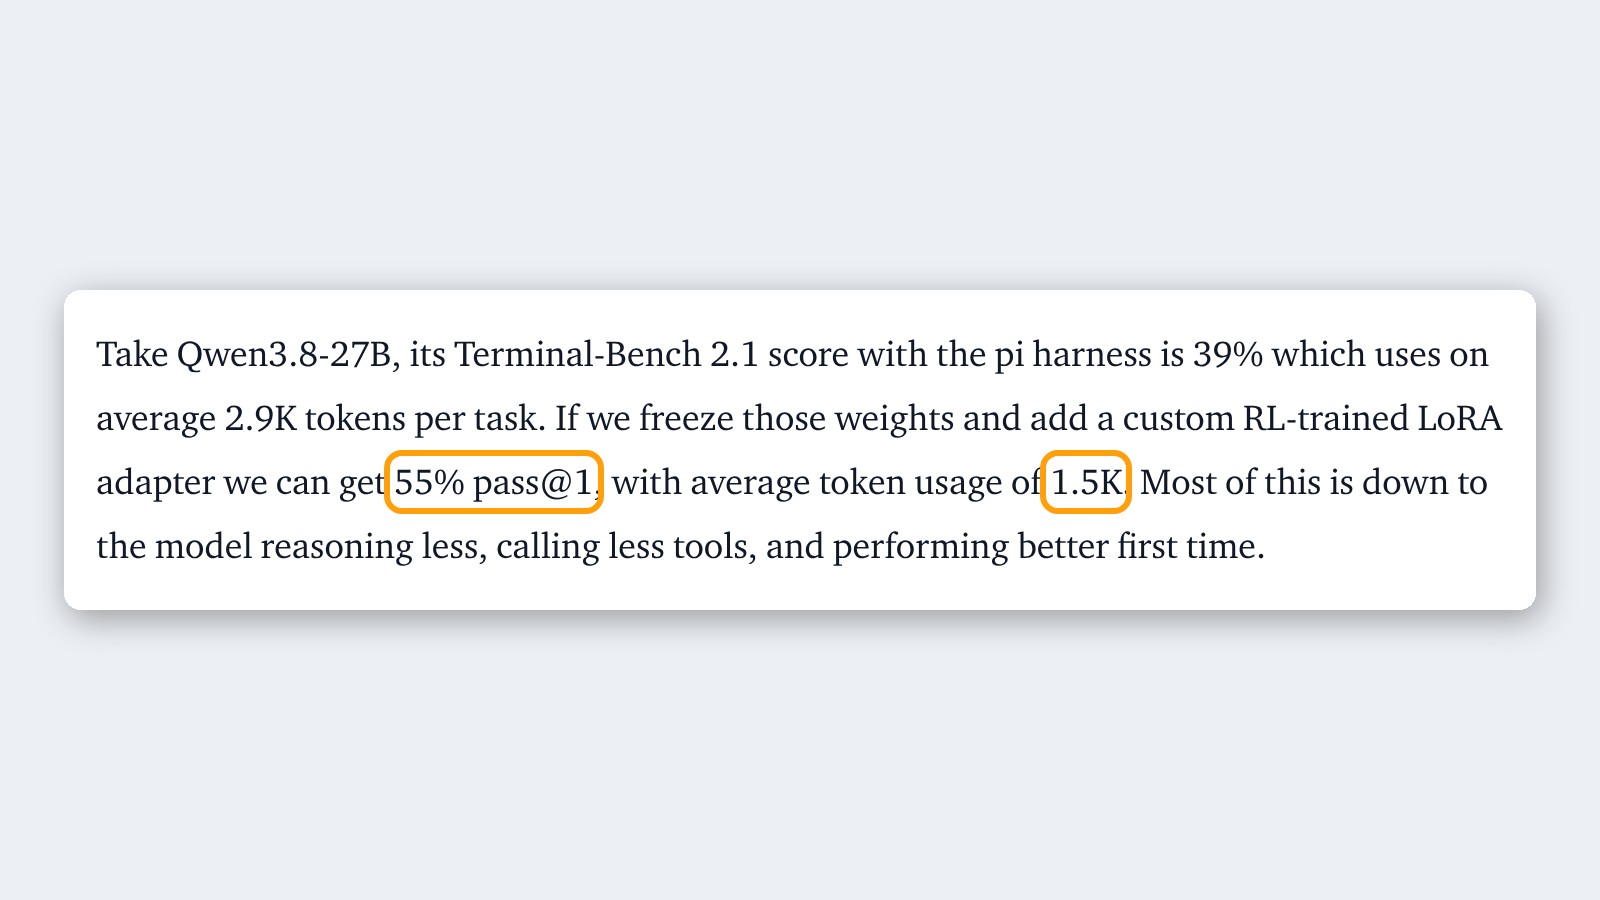 Take Qwen3.8-27B, its Terminal-Bench 2.1 score with the pi harness is 39% which uses on
average 2.9K tokens per task. If we freeze those weights and add a custom RL-trained LoRA
adapter we can get 55% pass@1, with average token usage of 1.5K. Most of this is down to
the model reasoning less, calling less tools, and performing better first time.